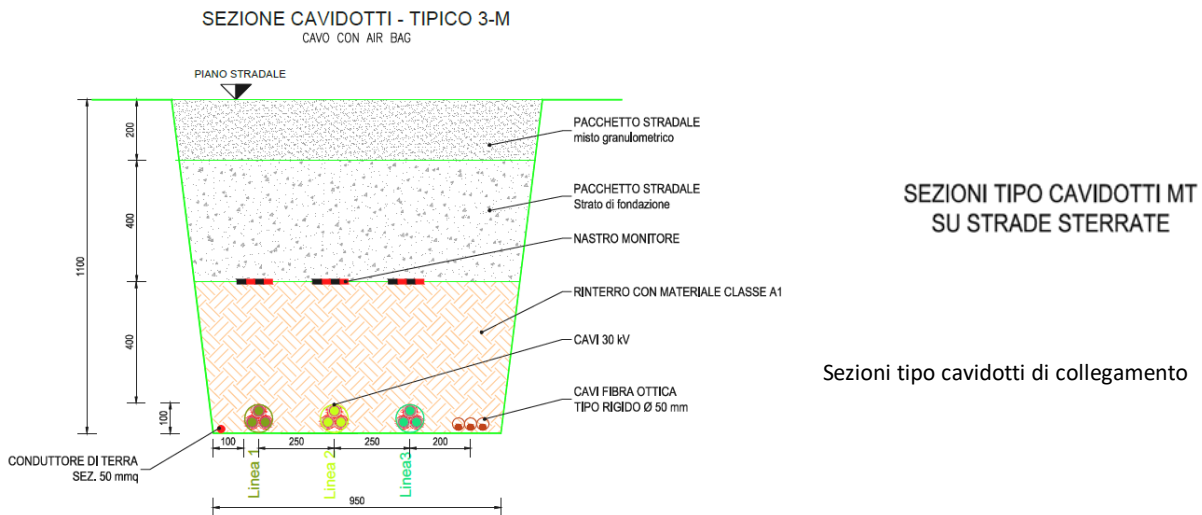 SEZIONE CAVIDOTTI - TIPICO 3-M
CAVO CON AIR BAG
PIANO STRADALE
PACCHETTO STRADALE
misto granulometrico
PACCHETTO STRADALE
Strato di fondazione
NASTRO MONITORE
RINTERRO CON MATERIALE CLASSE A1
CAVI 30 kV
CAVI FIBRA OTTICA
TIPO RIGIDO Ø 50 mm
CONDUTTORE DI TERRA
SEZ. 50 mmq
1100
200
400
400
100
100
250
250
200
Linea 1
Linea 2
Linea3
950
SEZIONI TIPO CAVIDOTTI MT
SU STRADE STERRATE
Sezioni tipo cavidotti di collegamento